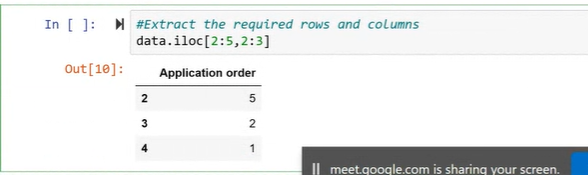 In [ ]: #Extract the required rows and columns
data.iloc[2:5,2:3]
Out[10]:
Application order
2 5
3 2
4 1
meet.google.com is sharing your screen.